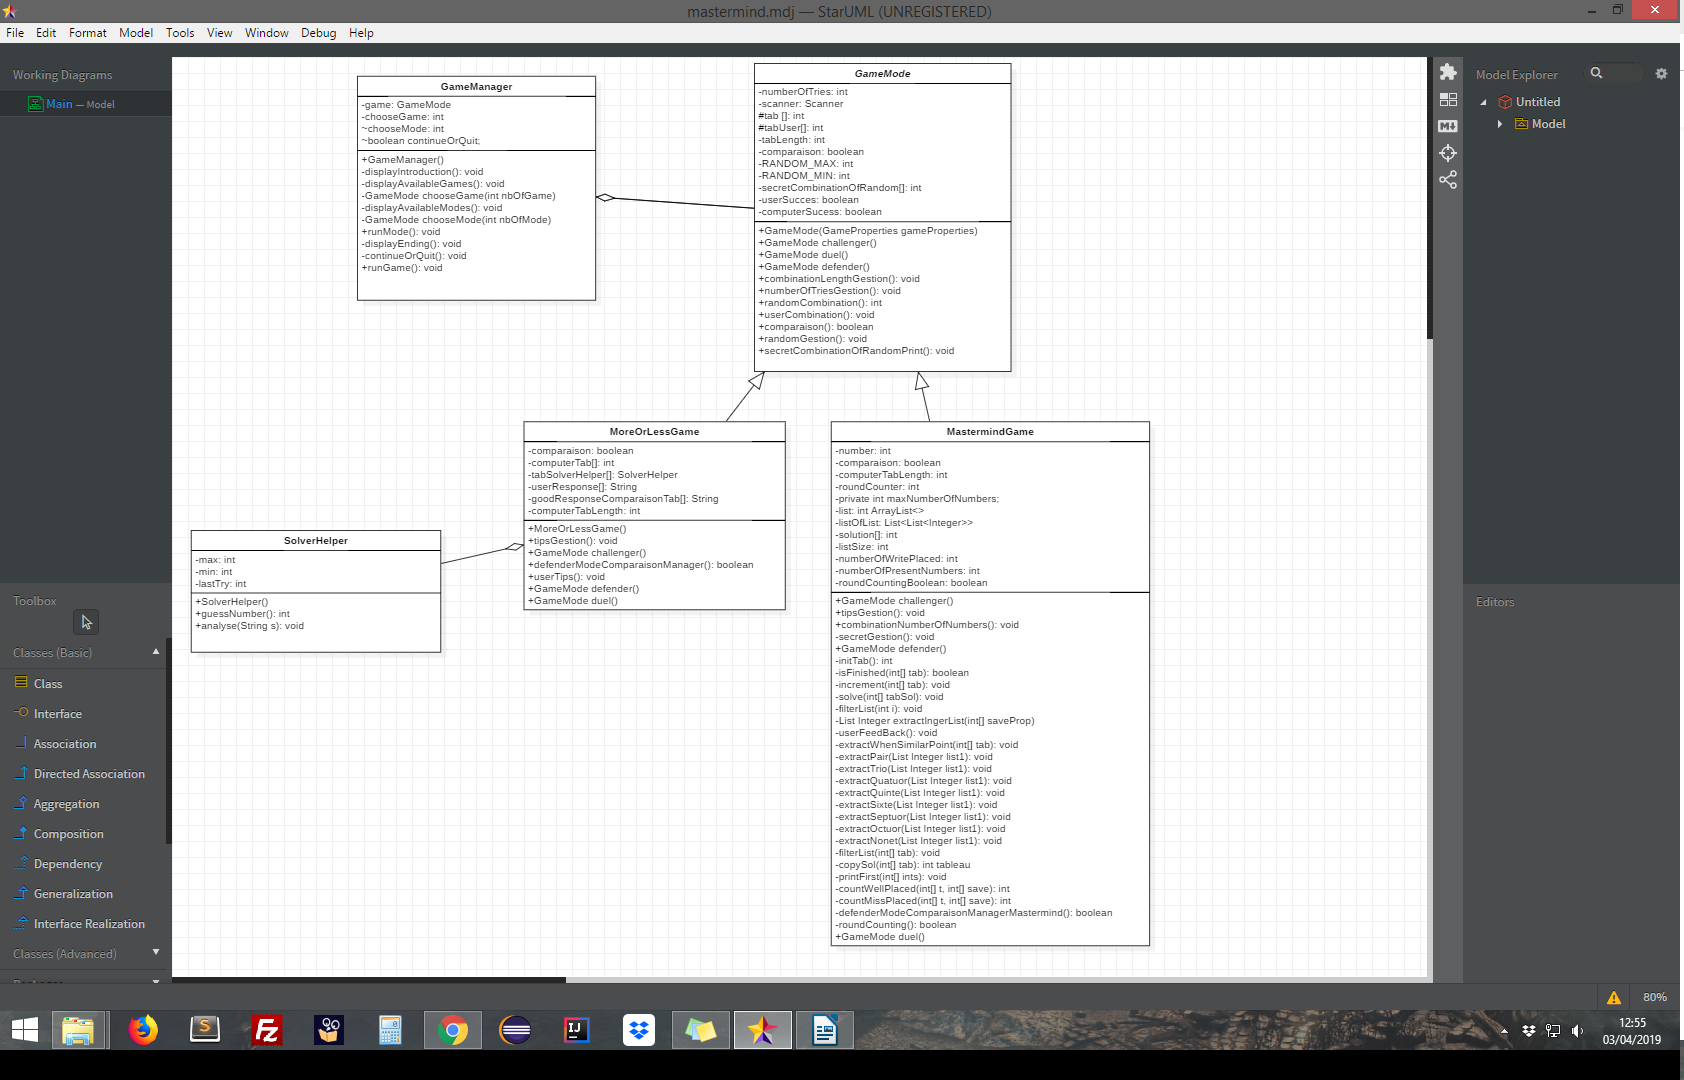 mastermind.mdj — StarUML (UNREGISTERED)
File Edit Format Model Tools View Window Debug Help
Working Diagrams
Main — Model
Toolbox
Classes (Basic)
Class
Interface
Association
Directed Association
Aggregation
Composition
Dependency
Generalization
Interface Realization
Classes (Advanced)
GameManager
-game: GameMode
-chooseGame: int
~chooseMode: int
~boolean continueOrQuit;
+GameManager()
-displayIntroduction(): void
-displayAvailableGames(): void
-GameMode chooseGame(int nbOfGame)
-displayAvailableModes(): void
-GameMode chooseMode(int nbOfMode)
+runMode(): void
-displayEnding(): void
-continueOrQuit(): void
+runGame(): void
GameMode
-numberOfTries: int
-scanner: Scanner
#tab []: int
#tabUser[]: int
-tabLength: int
-comparaison: boolean
-RANDOM_MAX: int
-RANDOM_MIN: int
-secretCombinationOfRandom[]: int
-userSucces: boolean
-computerSucess: boolean
+GameMode(GameProperties gameProperties)
+GameMode challenger()
+GameMode duel()
+GameMode defender()
+combinationLengthGestion(): void
+numberOfTriesGestion(): void
+randomCombination(): int
+userCombination(): void
+comparaison(): boolean
+randomGestion(): void
+secretCombinationOfRandomPrint(): void
MoreOrLessGame
-comparaison: boolean
-computerTab[]: int
-tabSolverHelper[]: SolverHelper
-userResponse[]: String
-goodResponseComparaisonTab[]: String
-computerTabLength: int
+MoreOrLessGame()
+tipsGestion(): void
+GameMode challenger()
+defenderModeComparaisonManager(): boolean
+userTips(): void
+GameMode defender()
+GameMode duel()
SolverHelper
-max: int
-min: int
-lastTry: int
+SolverHelper()
+guessNumber(): int
+analyse(String s): void
MastermindGame
-number: int
-comparaison: boolean
-computerTabLength: int
-roundCounter: int
-private int maxNumberOfNumbers;
-list: int ArrayList<>
-listOfList: List<List<Integer>>
-solution[]: int
-listSize: int
-numberOfWritePlaced: int
-numberOfPresentNumbers: int
-roundCountingBoolean: boolean
+GameMode challenger()
+tipsGestion(): void
+combinationNumberOfNumbers(): void
-secretGestion(): void
+GameMode defender()
-initTab(): int
-isFinished(int[] tab): boolean
-increment(int[] tab): void
-solve(int[] tabSol): void
-filterList(int i): void
-List Integer extractIngerList(int[] saveProp)
-userFeedBack(): void
-extractWhenSimilarPoint(int[] tab): void
-extractPair(List Integer list1): void
-extractTrio(List Integer list1): void
-extractQuatuor(List Integer list1): void
-extractQuinte(List Integer list1): void
-extractSixte(List Integer list1): void
-extractSeptuor(List Integer list1): void
-extractOctuor(List Integer list1): void
-extractNonet(List Integer list1): void
-filterList(int[] tab): void
-copySol(int[] tab): int tableau
-printFirst(int[] ints): void
-countWellPlaced(int[] t, int[] save): int
-countMissPlaced(int[] t, int[] save): int
-defenderModeComparaisonManagerMastermind(): boolean
-roundCounting(): boolean
+GameMode duel()
Model Explorer
Untitled
Model
Editors
80%
12:55
03/04/2019